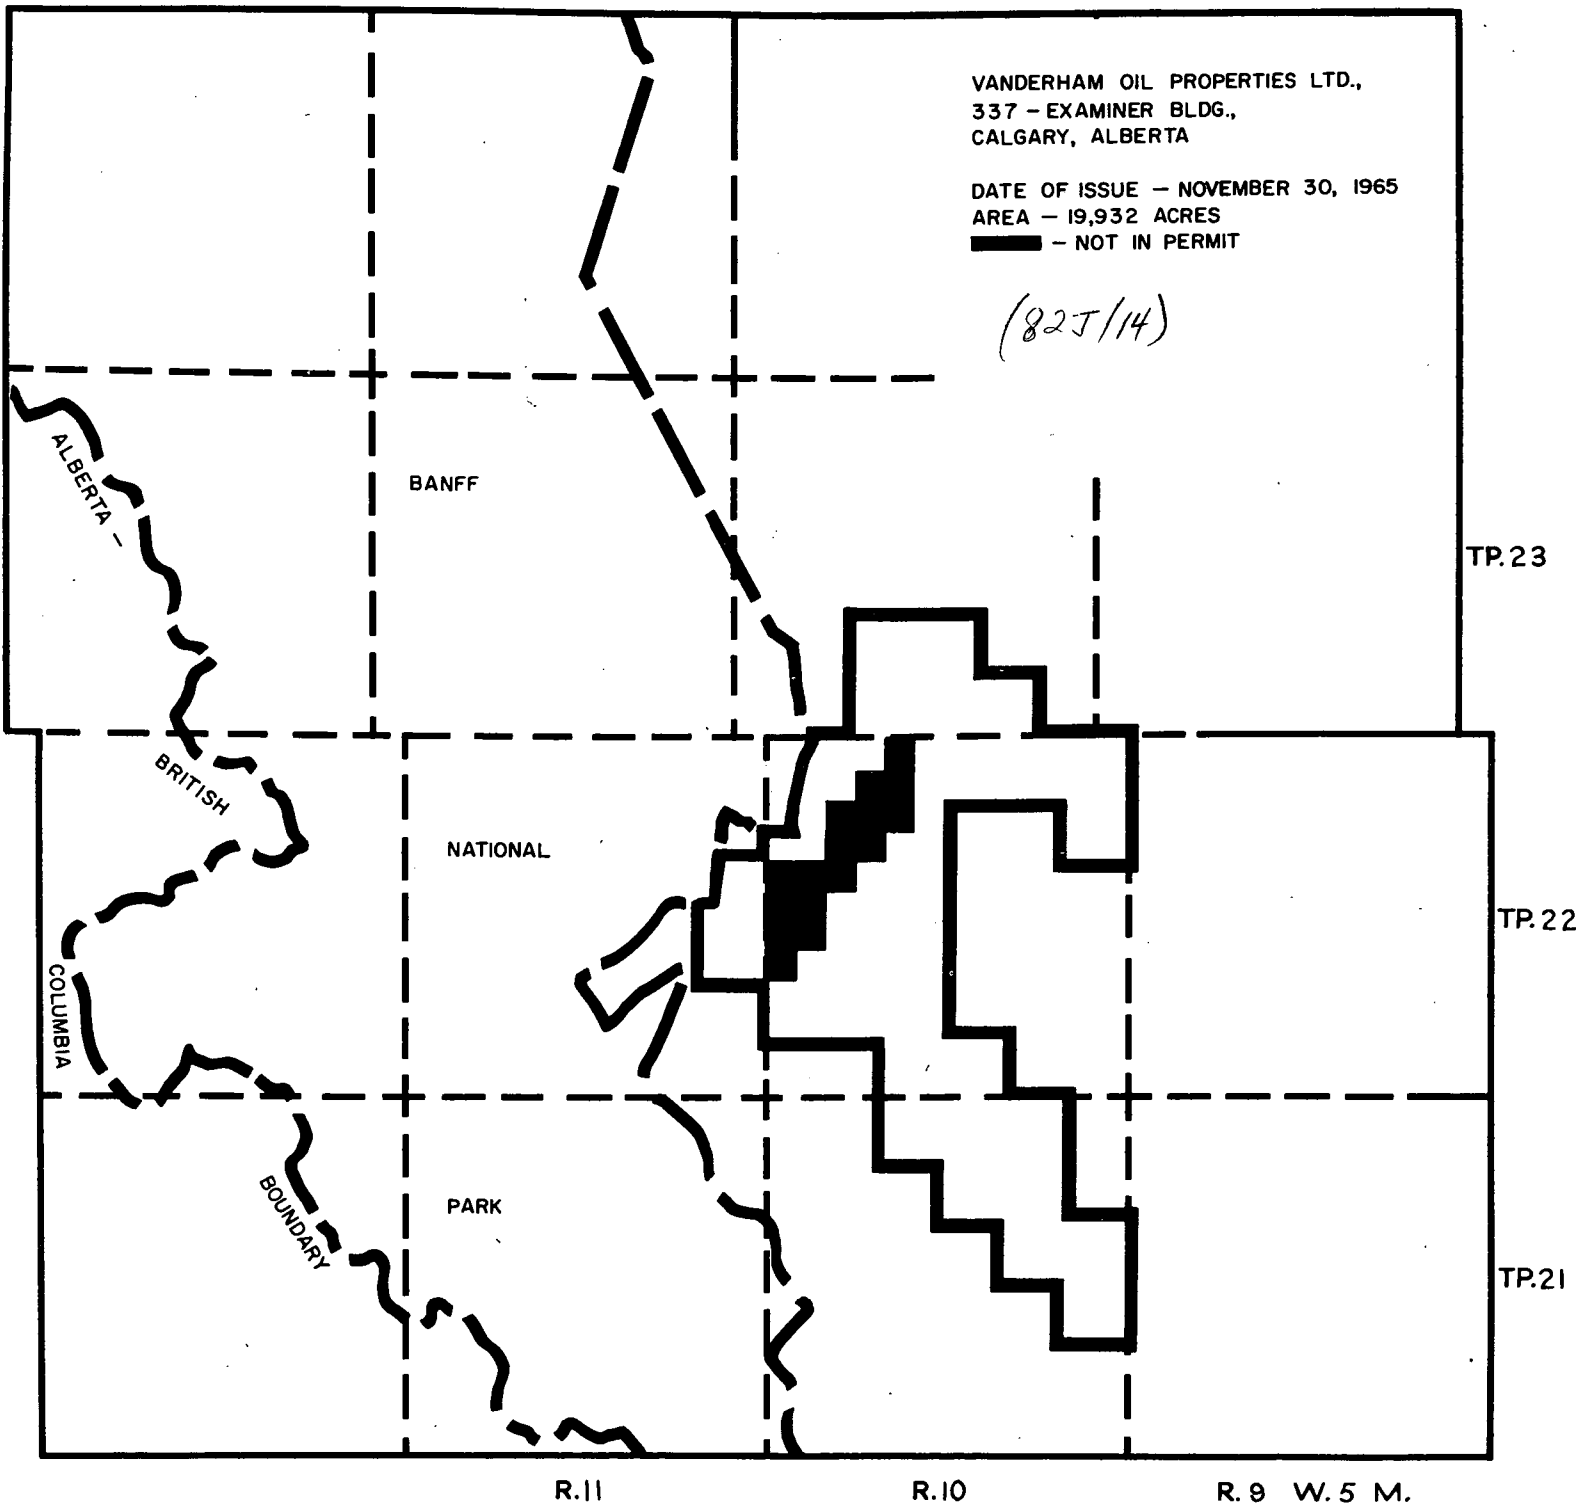 VANDERHAM OIL PROPERTIES LTD.,
337 - EXAMINER BLDG.,
CALGARY, ALBERTA
DATE OF ISSUE - NOVEMBER 30, 1965
AREA - 19,932 ACRES
- NOT IN PERMIT
(82J/14)
ALBERTA -
BANFF
TP. 23
BRITISH
NATIONAL
TP. 22
COLUMBIA
BOUNDARY
PARK
TP. 21
R.11
R.10
R. 9 W. 5 M.